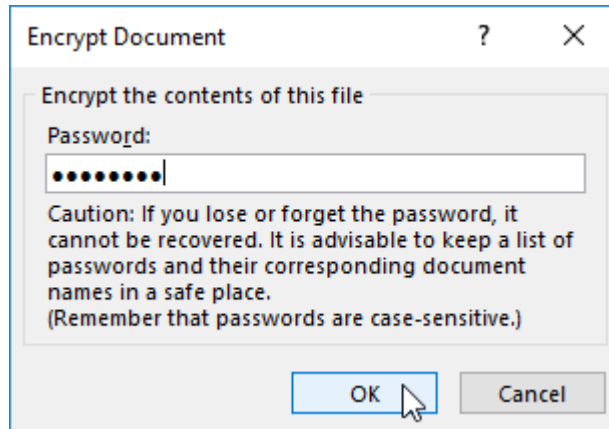 Encrypt Document ?
Encrypt the contents of this file
Password:
••••••••
Caution: If you lose or forget the password, it
cannot be recovered. It is advisable to keep a list of
passwords and their corresponding document
names in a safe place.
(Remember that passwords are case-sensitive.)
OK Cancel